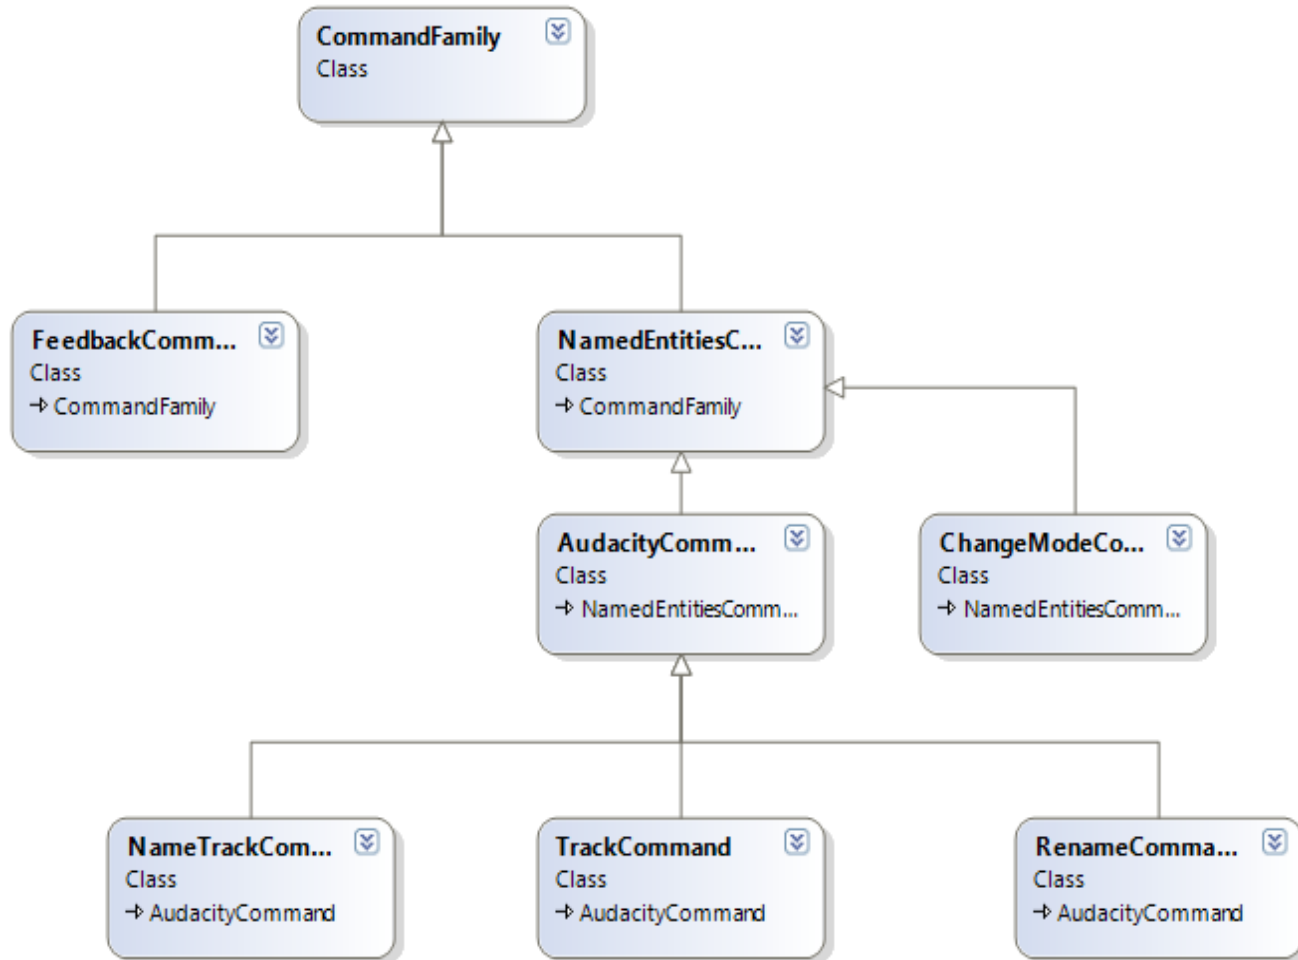 CommandFamily
Class
FeedbackComm...
Class
CommandFamily
NamedEntitiesC...
Class
CommandFamily
AudacityComm...
Class
NamedEntitiesComm...
ChangeModeCo...
Class
NamedEntitiesComm...
NameTrackCom...
Class
AudacityCommand
TrackCommand
Class
AudacityCommand
RenameComma...
Class
AudacityCommand